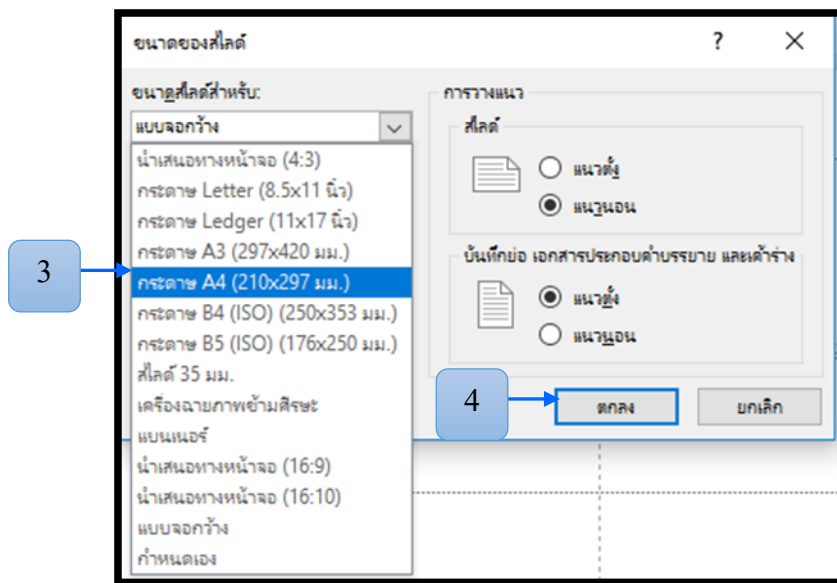 ขนาดของสไลด์
?
ขนาดสไลด์สำหรับ:
แบบจอกว้าง
นำเสนอทางหน้าจอ (4:3)
กระดาษ Letter (8.5x11 นิ้ว)
กระดาษ Ledger (11x17 นิ้ว)
กระดาษ A3 (297x420 มม.)
กระดาษ A4 (210x297 มม.)
กระดาษ B4 (ISO) (250x353 มม.)
กระดาษ B5 (ISO) (176x250 มม.)
สไลด์ 35 มม.
เครื่องฉายภาพข้ามศีรษะ
แบนเนอร์
นำเสนอทางหน้าจอ (16:9)
นำเสนอทางหน้าจอ (16:10)
แบบจอกว้าง
กำหนดเอง
3
การวางแนว
สไลด์
แนวตั้ง
แนวนอน
บันทึกย่อ เอกสารประกอบคำบรรยาย และเค้าร่าง
แนวตั้ง
แนวนอน
4
ตกลง
ยกเลิก